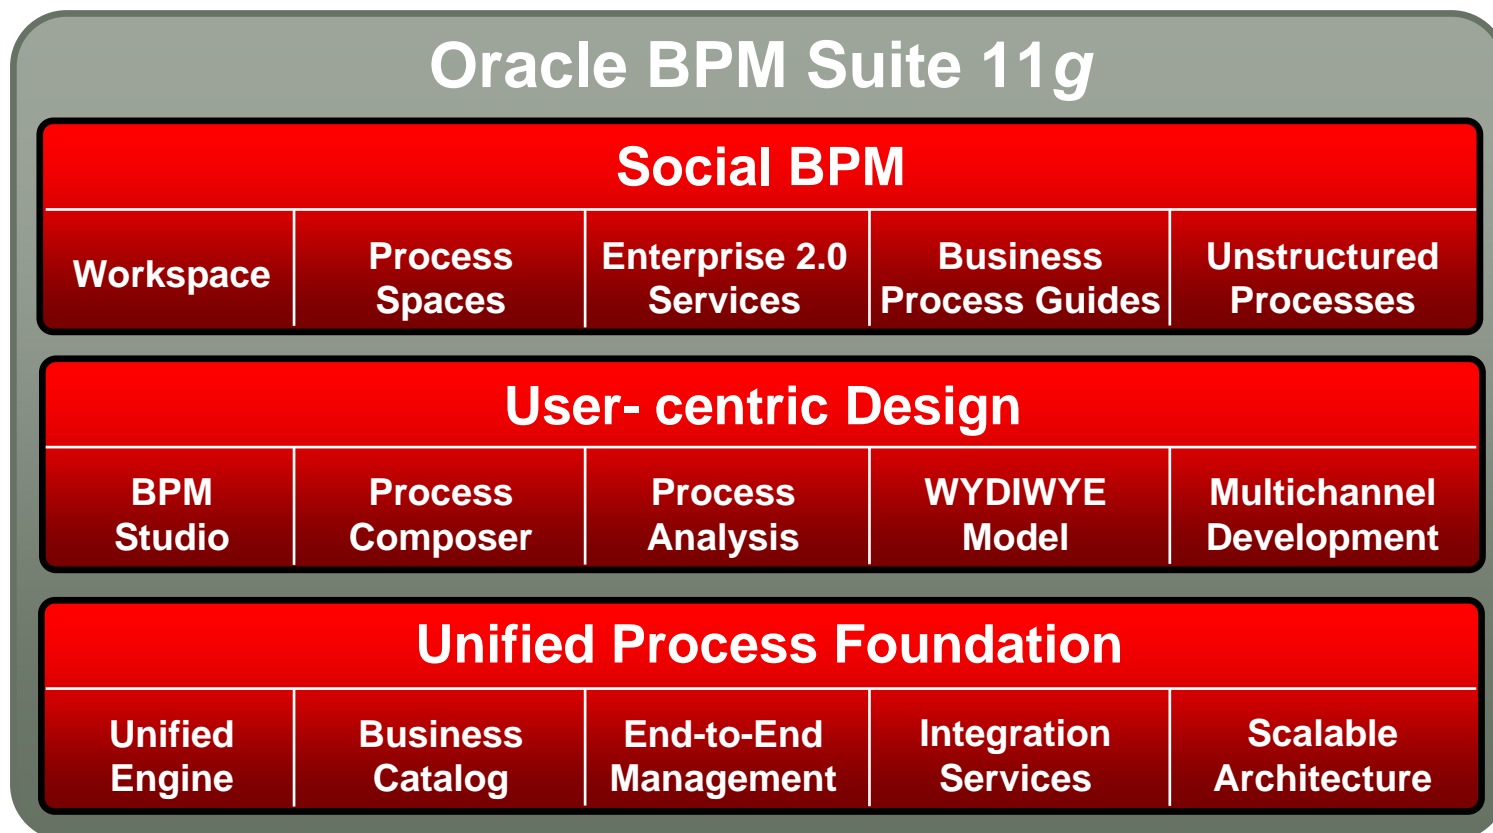 Oracle BPM Suite 11g
Social BPM
Workspace
Process
Spaces
Enterprise 2.0
Services
Business
Process Guides
Unstructured
Processes
User- centric Design
BPM
Studio
Process
Composer
Process
Analysis
WYDIWYE
Model
Multichannel
Development
Unified Process Foundation
Unified
Engine
Business
Catalog
End-to-End
Management
Integration
Services
Scalable
Architecture